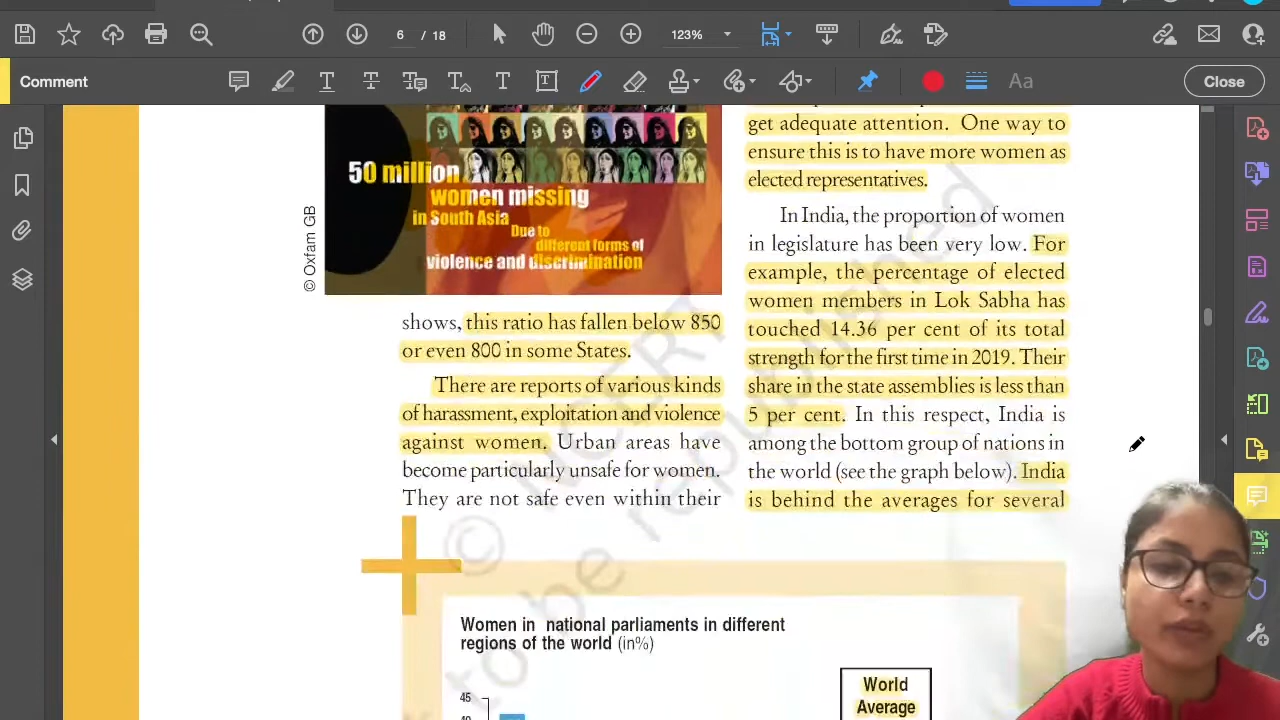 6 / 18
123%
Comment
Aa
Close
50 million
women missing
in South Asia
Due to
different forms of
violence and discrimination
© Oxfam GB
shows, this ratio has fallen below 850
or even 800 in some States.
There are reports of various kinds
of harassment, exploitation and violence
against women. Urban areas have
become particularly unsafe for women.
They are not safe even within their
get adequate attention. One way to
ensure this is to have more women as
elected representatives.
In India, the proportion of women
in legislature has been very low. For
example, the percentage of elected
women members in Lok Sabha has
touched 14.36 per cent of its total
strength for the first time in 2019. Their
share in the state assemblies is less than
5 per cent. In this respect, India is
among the bottom group of nations in
the world (see the graph below). India
is behind the averages for several
© NCERT
to be republished
Women in national parliaments in different
regions of the world (in%)
45
World
Average